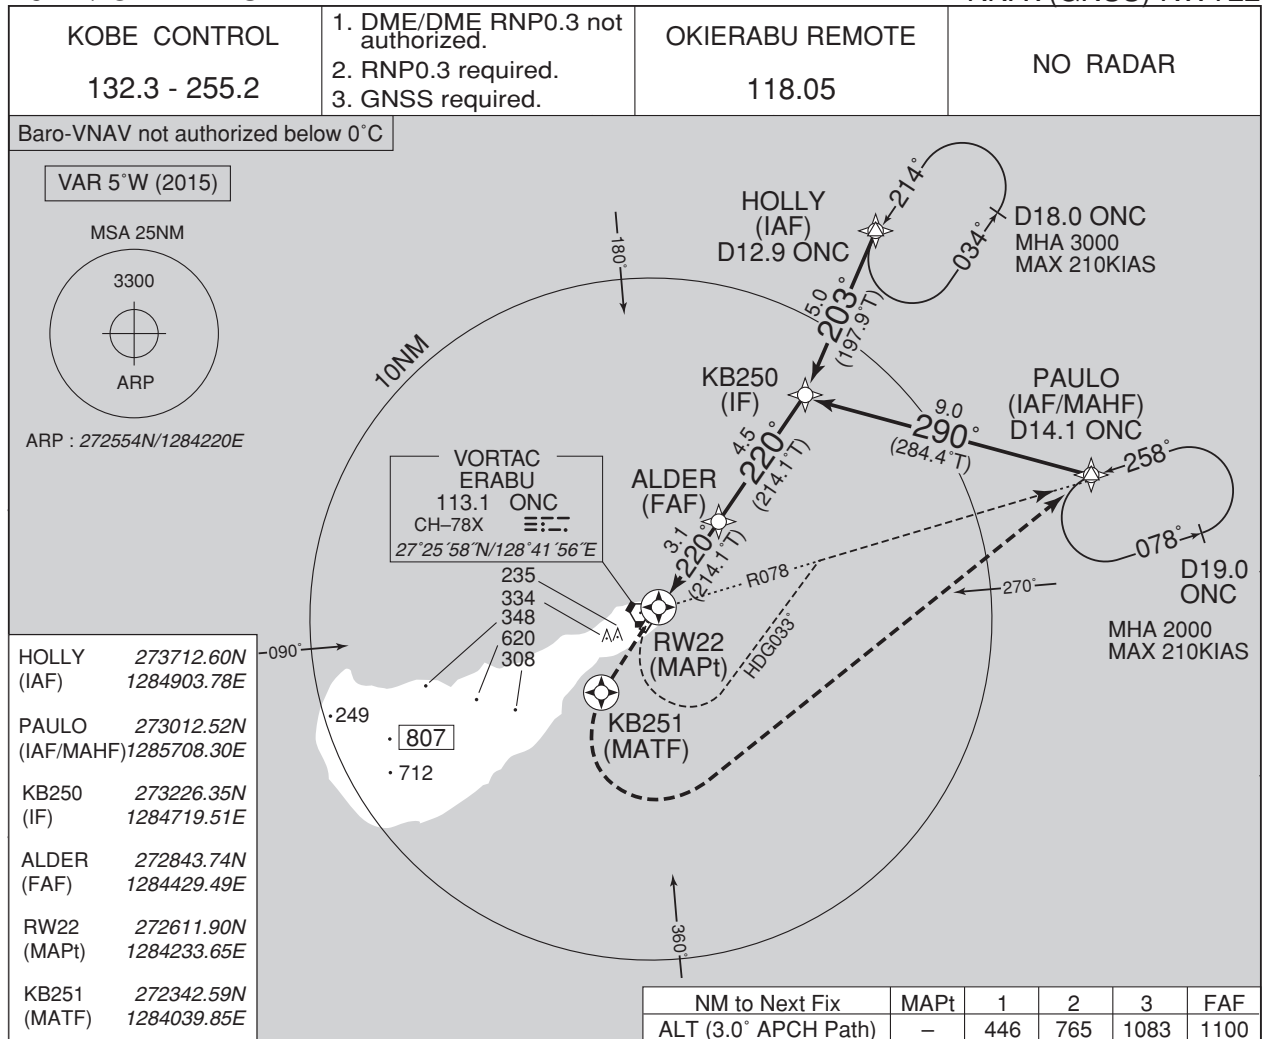 KOBE CONTROL
132.3 - 255.2
1. DME/DME RNP0.3 not
authorized.
2. RNP0.3 required.
3. GNSS required.
OKIERABU REMOTE
118.05
NO RADAR
Baro-VNAV not authorized below 0˚C
VAR 5˚W (2015)
MSA 25NM
3300
ARP
ARP : 272554N/1284220E
10NM
180˚
HOLLY
(IAF)
D12.9 ONC
214˚
034˚
D18.0 ONC
MHA 3000
MAX 210KIAS
5.0
203˚
(197.9˚T)
KB250
(IF)
PAULO
(IAF/MAHF)
D14.1 ONC
9.0
290˚
(284.4˚T)
258˚
078˚
D19.0
ONC
MHA 2000
MAX 210KIAS
4.5
220˚
(214.1˚T)
ALDER
(FAF)
3.1
220˚
(214.1˚T)
VORTAC
ERABU
113.1 ONC
CH–78X
27˚25´58˝N/128˚41´56˝E
R078
270˚
HDG033˚
235
334
348
620
308
RW22
(MAPt)
KB251
(MATF)
090˚
249
807
712
360˚
HOLLY 273712.60N
(IAF) 1284903.78E
PAULO 273012.52N
(IAF/MAHF) 1285708.30E
KB250 273226.35N
(IF) 1284719.51E
ALDER 272843.74N
(FAF) 1284429.49E
RW22 272611.90N
(MAPt) 1284233.65E
KB251 272342.59N
(MATF) 1284039.85E
NM to Next Fix MAPt 1 2 3 FAF
ALT (3.0˚ APCH Path) – 446 765 1083 1100